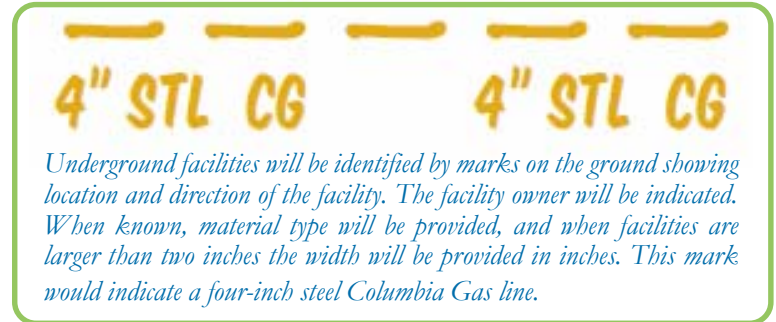 4" STL CG 4" STL CG
Underground facilities will be identified by marks on the ground showing
location and direction of the facility. The facility owner will be indicated.
When known, material type will be provided, and when facilities are
larger than two inches the width will be provided in inches. This mark
would indicate a four-inch steel Columbia Gas line.